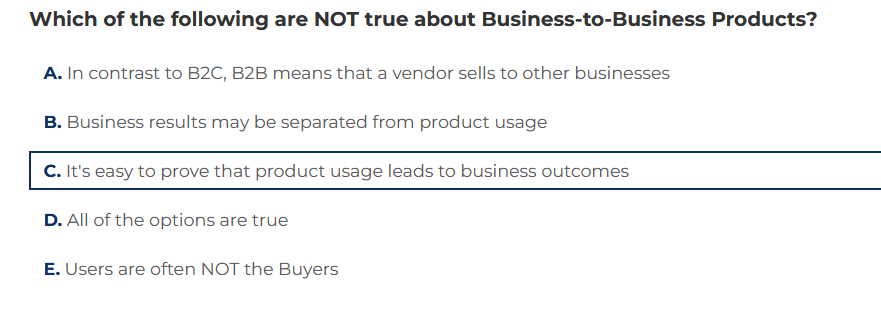 Which of the following are NOT true about Business-to-Business Products?
A. In contrast to B2C, B2B means that a vendor sells to other businesses
B. Business results may be separated from product usage
C. It's easy to prove that product usage leads to business outcomes
D. All of the options are true
E. Users are often NOT the Buyers